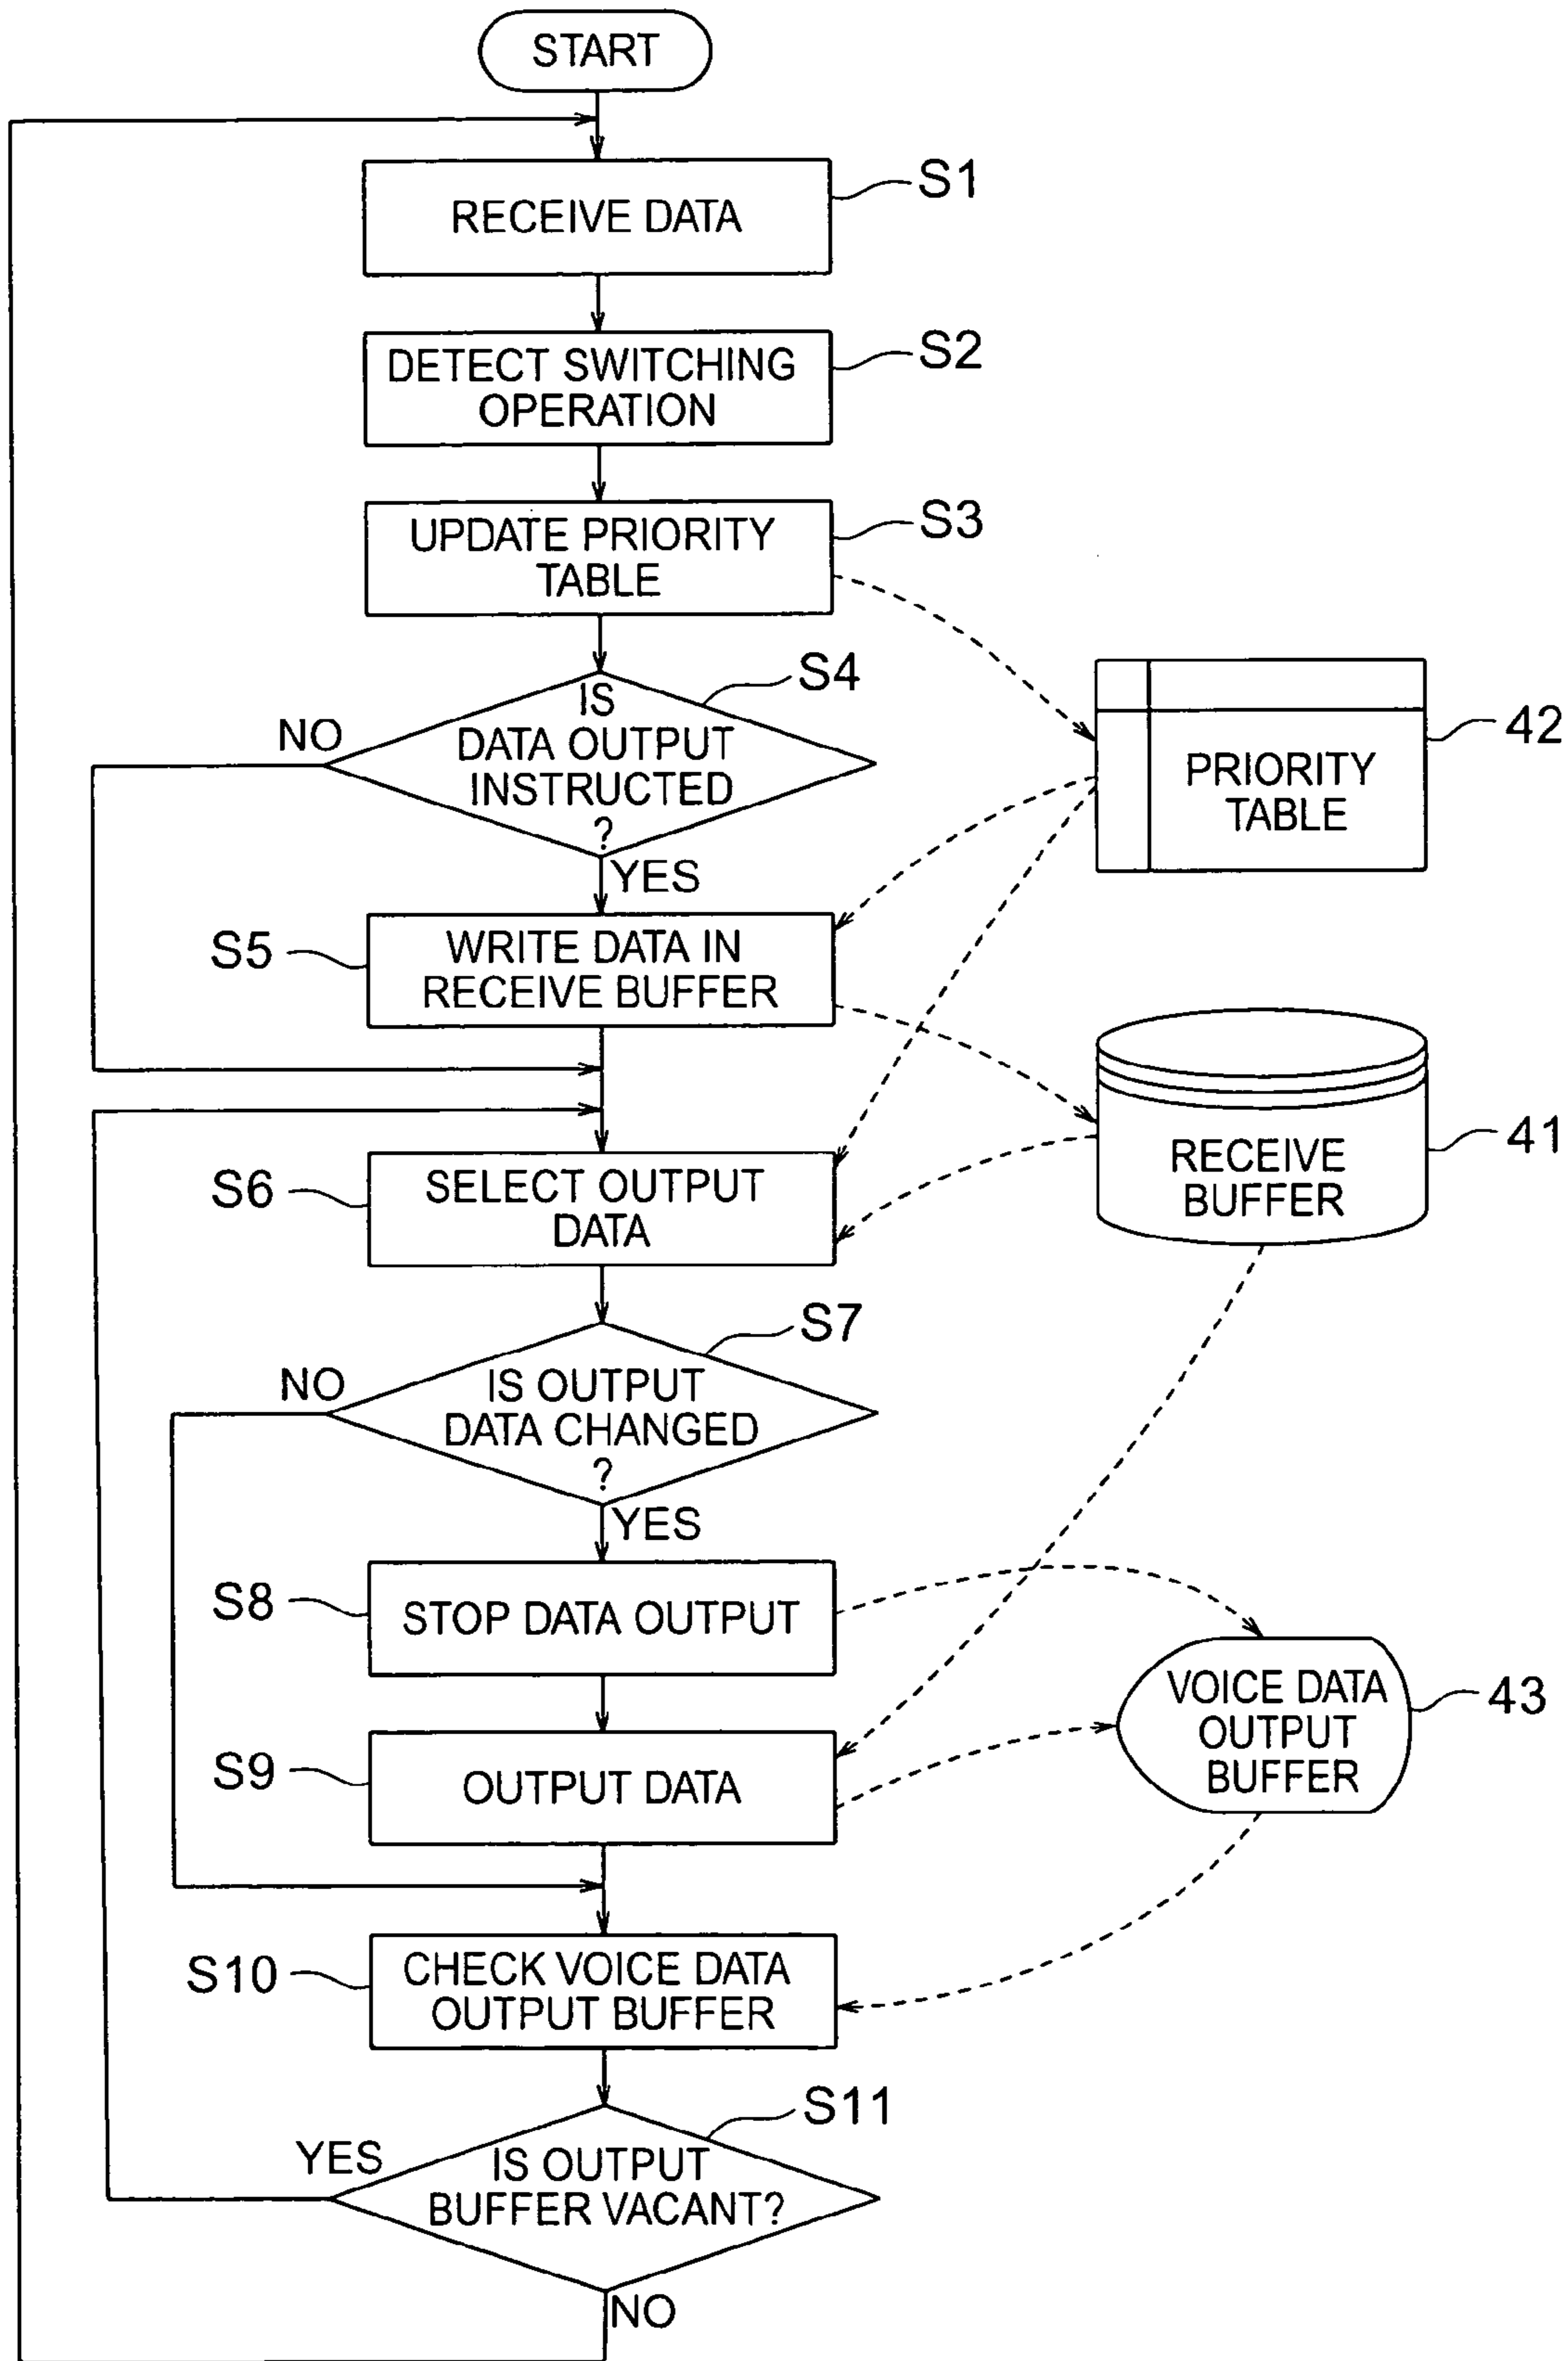 START
RECEIVE DATA
S1
DETECT SWITCHING
OPERATION
S2
UPDATE PRIORITY
TABLE
S3
IS
DATA OUTPUT
INSTRUCTED
?
S4
NO
YES
PRIORITY
TABLE
42
S5
WRITE DATA IN
RECEIVE BUFFER
RECEIVE
BUFFER
41
S6
SELECT OUTPUT
DATA
S7
NO
IS OUTPUT
DATA CHANGED
?
YES
S8
STOP DATA OUTPUT
VOICE DATA
OUTPUT
BUFFER
43
S9
OUTPUT DATA
S10
CHECK VOICE DATA
OUTPUT BUFFER
S11
YES
IS OUTPUT
BUFFER VACANT?
NO